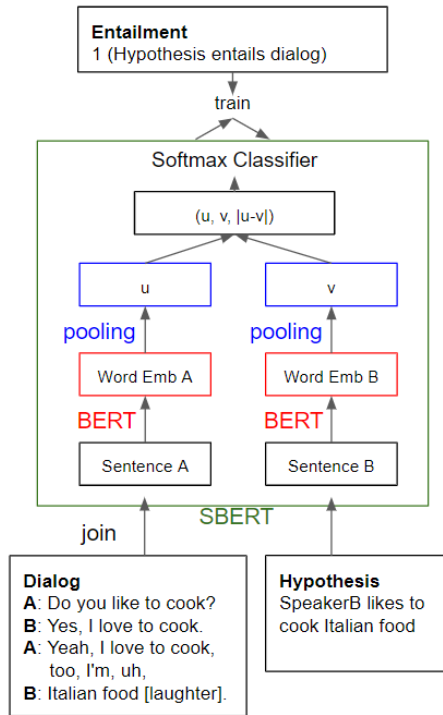 Entailment
1 (Hypothesis entails dialog)
train
Softmax Classifier
(u, v, |u-v|)
u
v
pooling
pooling
Word Emb A
Word Emb B
BERT
BERT
Sentence A
Sentence B
SBERT
join
Dialog
A: Do you like to cook?
B: Yes, I love to cook.
A: Yeah, I love to cook,
too, I'm, uh,
B: Italian food [laughter].
Hypothesis
SpeakerB likes to
cook Italian food